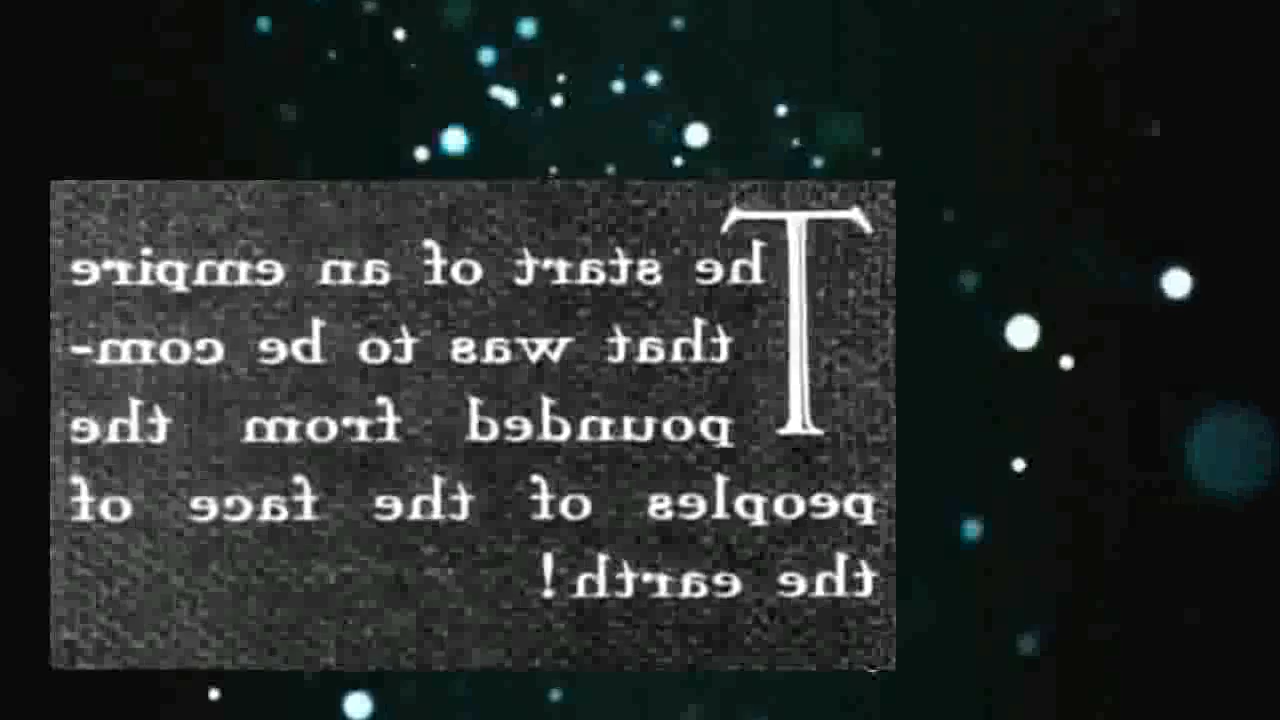 The start of an empire
that was to be com-
pounded from the
peoples of the face of
the earth!